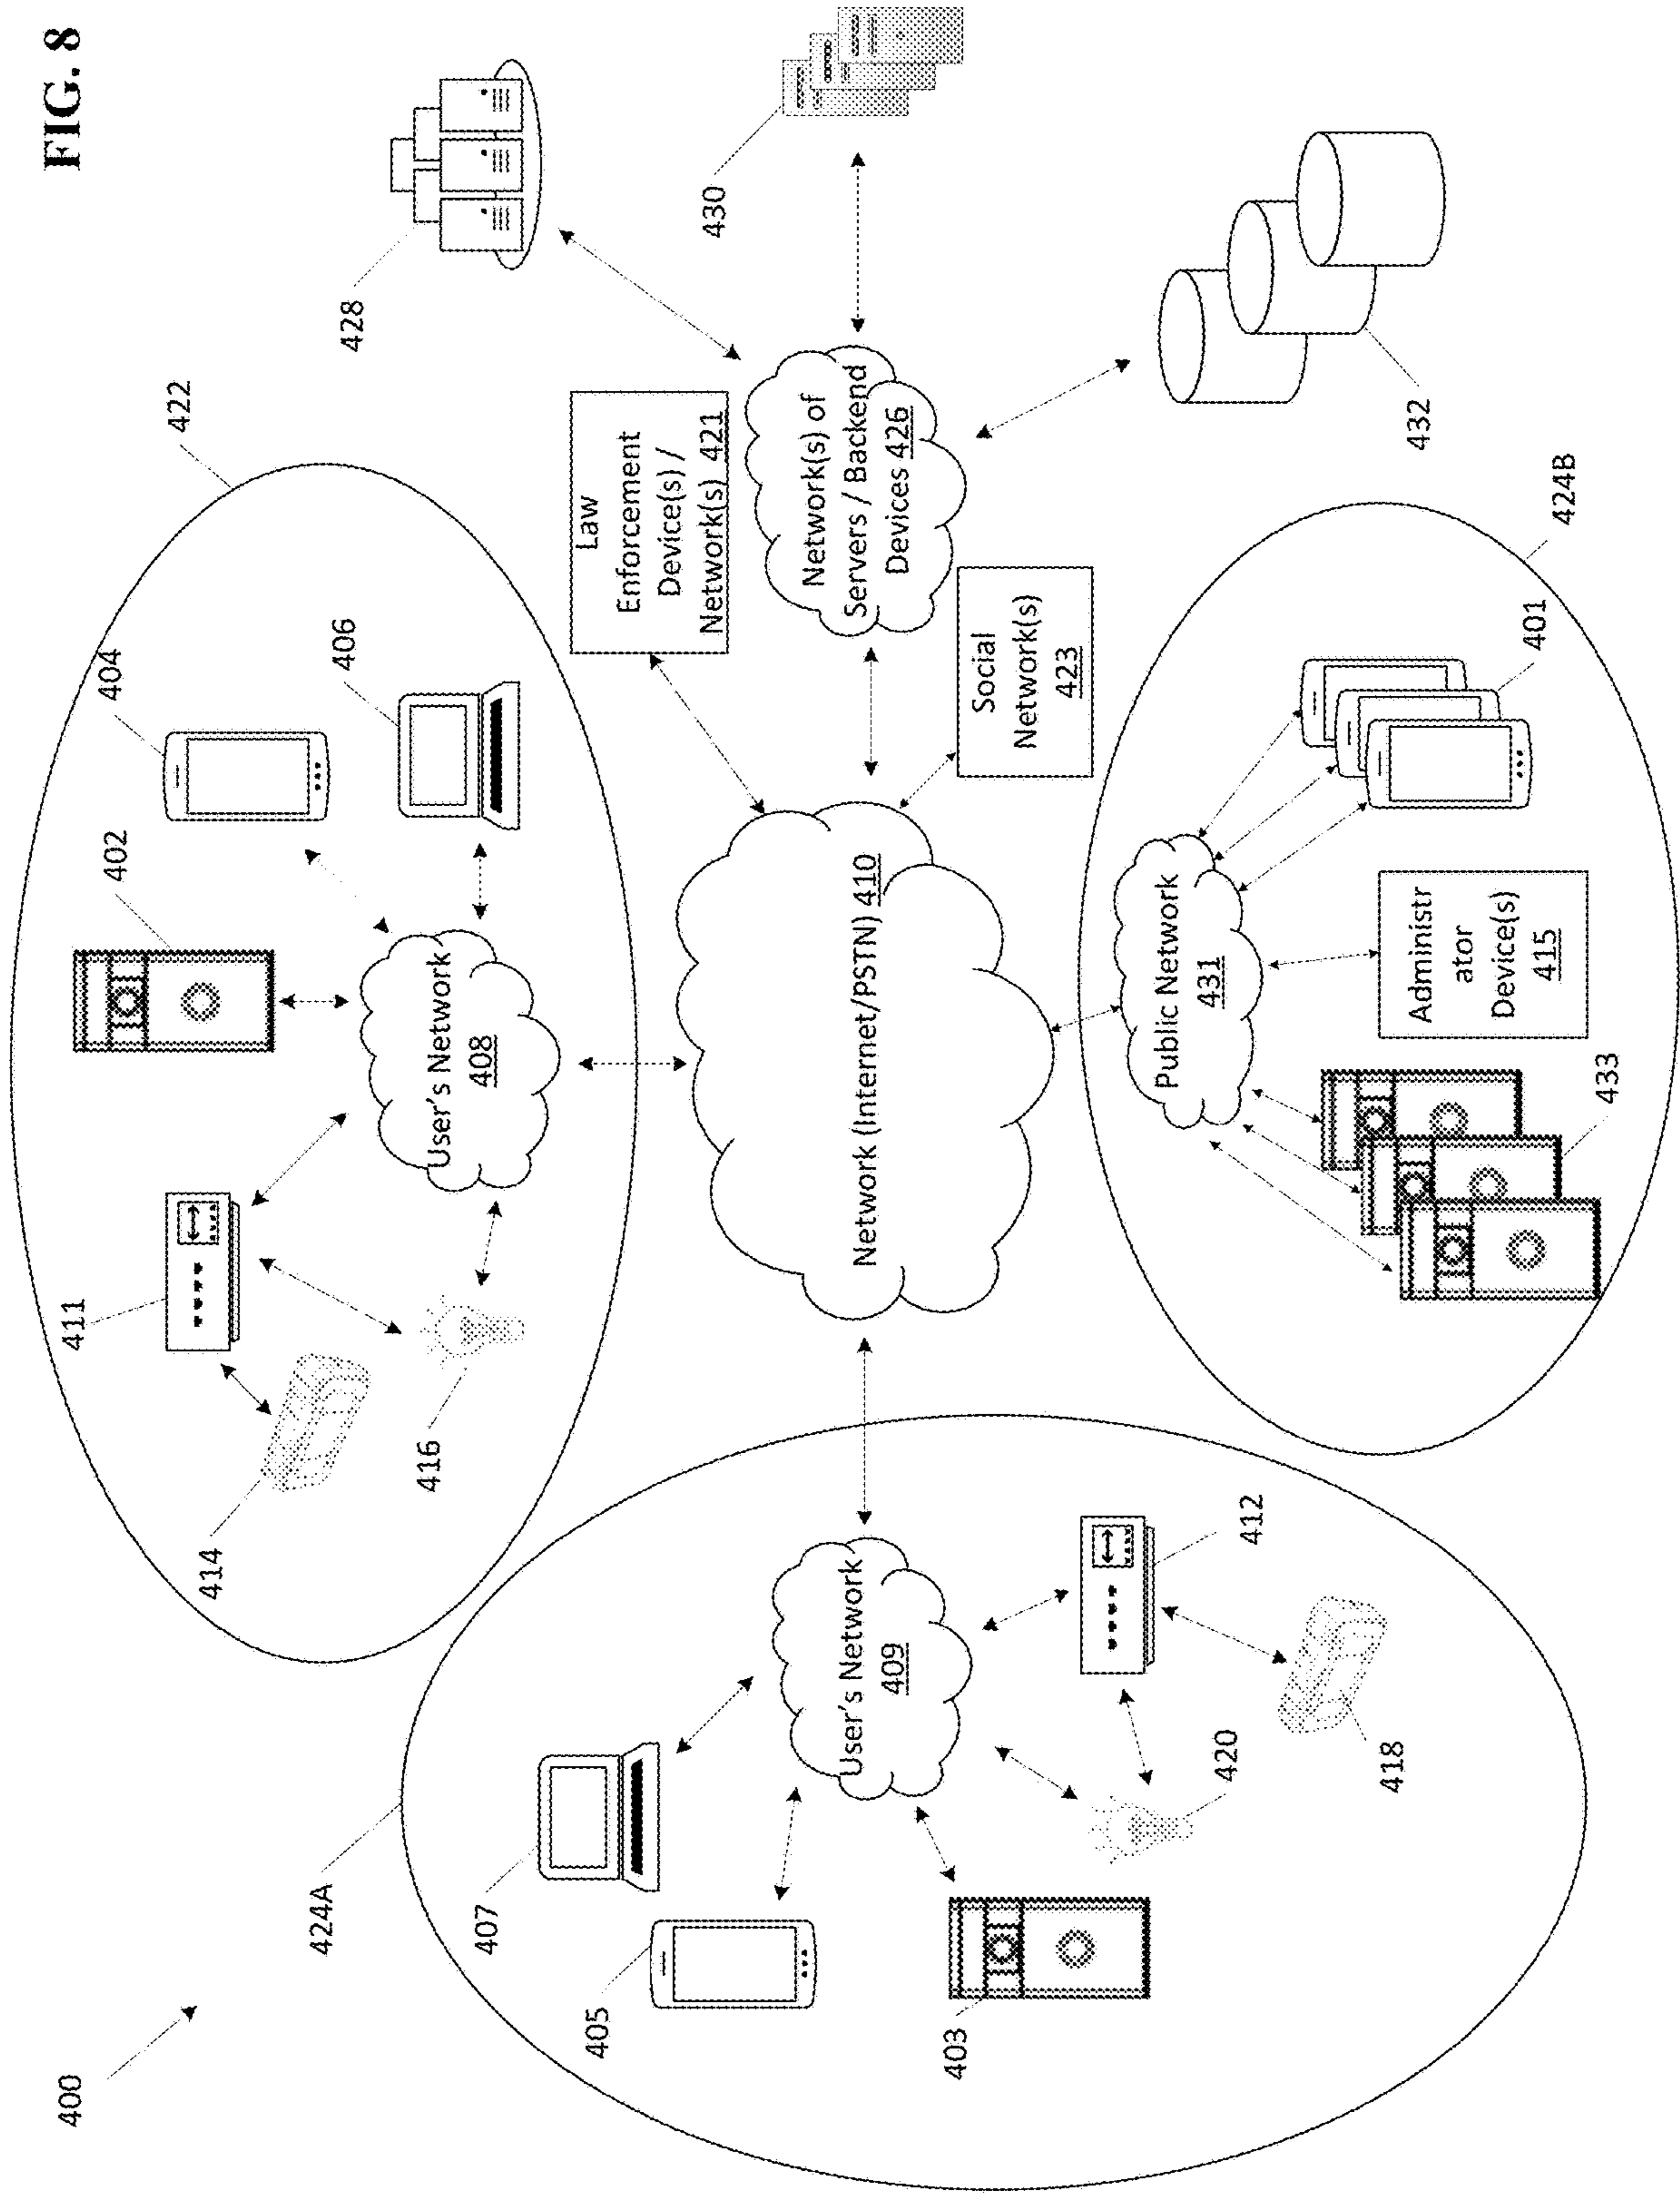 FIG. 8
400
422
424A
424B
402
404
406
411
414
416
User's Network
408
428
430
432
Law
Enforcement
Device(s) /
Network(s) 421
Network(s) of
Servers / Backend
Devices 426
Social
Network(s)
423
Network (Internet/PSTN) 410
407
405
403
User's Network
409
412
420
418
Public Network
431
401
Administr
ator
Device(s)
415
433